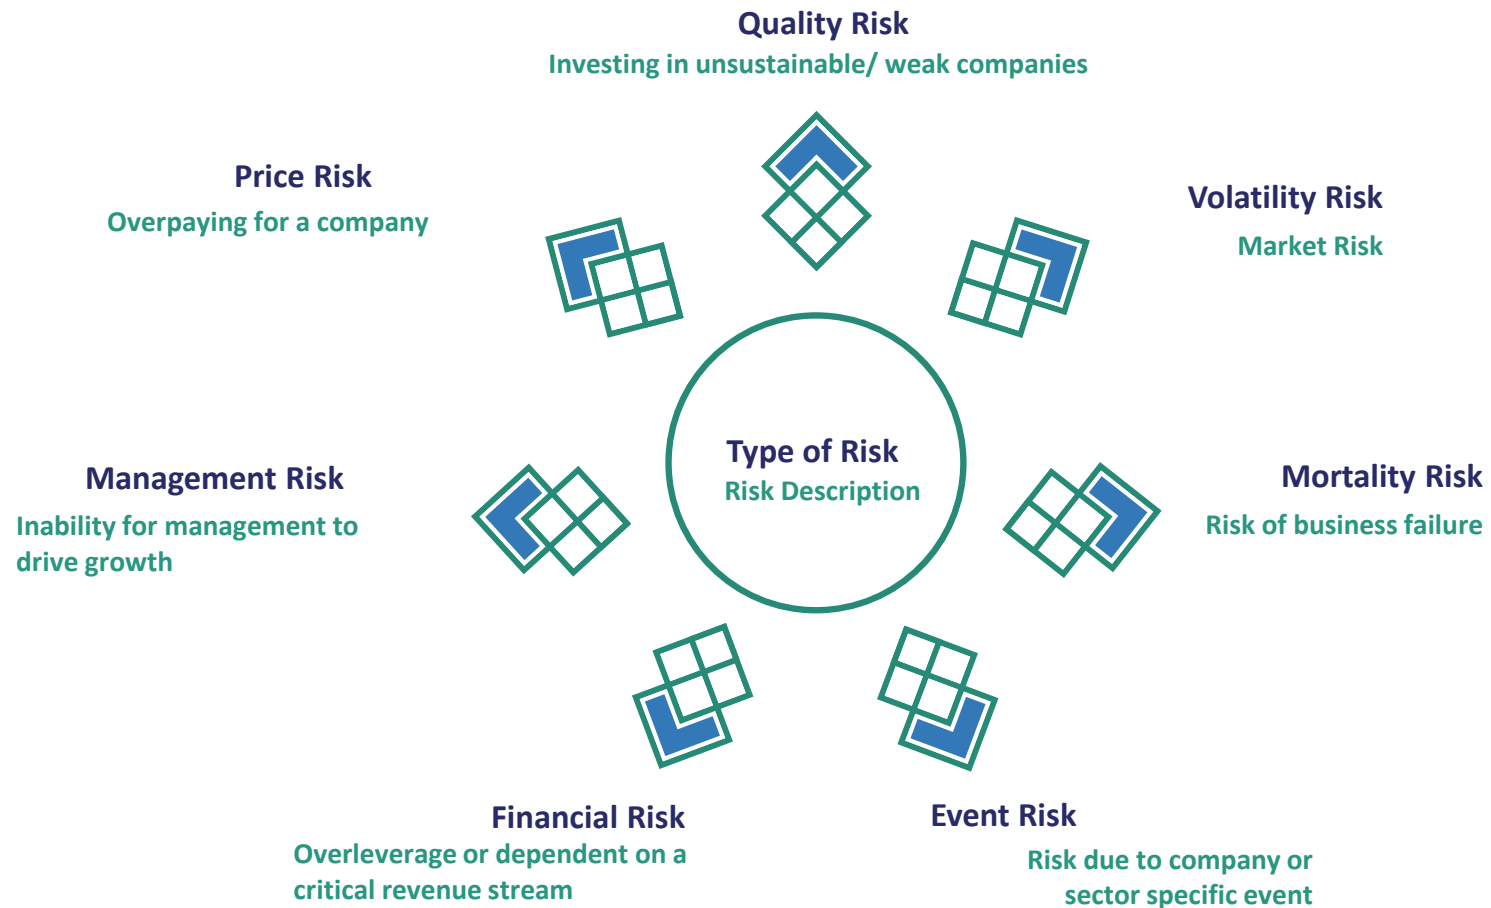 Quality Risk
Investing in unsustainable/ weak companies
Price Risk
Overpaying for a company
Volatility Risk
Market Risk
Type of Risk
Risk Description
Management Risk
Inability for management to
drive growth
Mortality Risk
Risk of business failure
Financial Risk
Overleverage or dependent on a
critical revenue stream
Event Risk
Risk due to company or
sector specific event